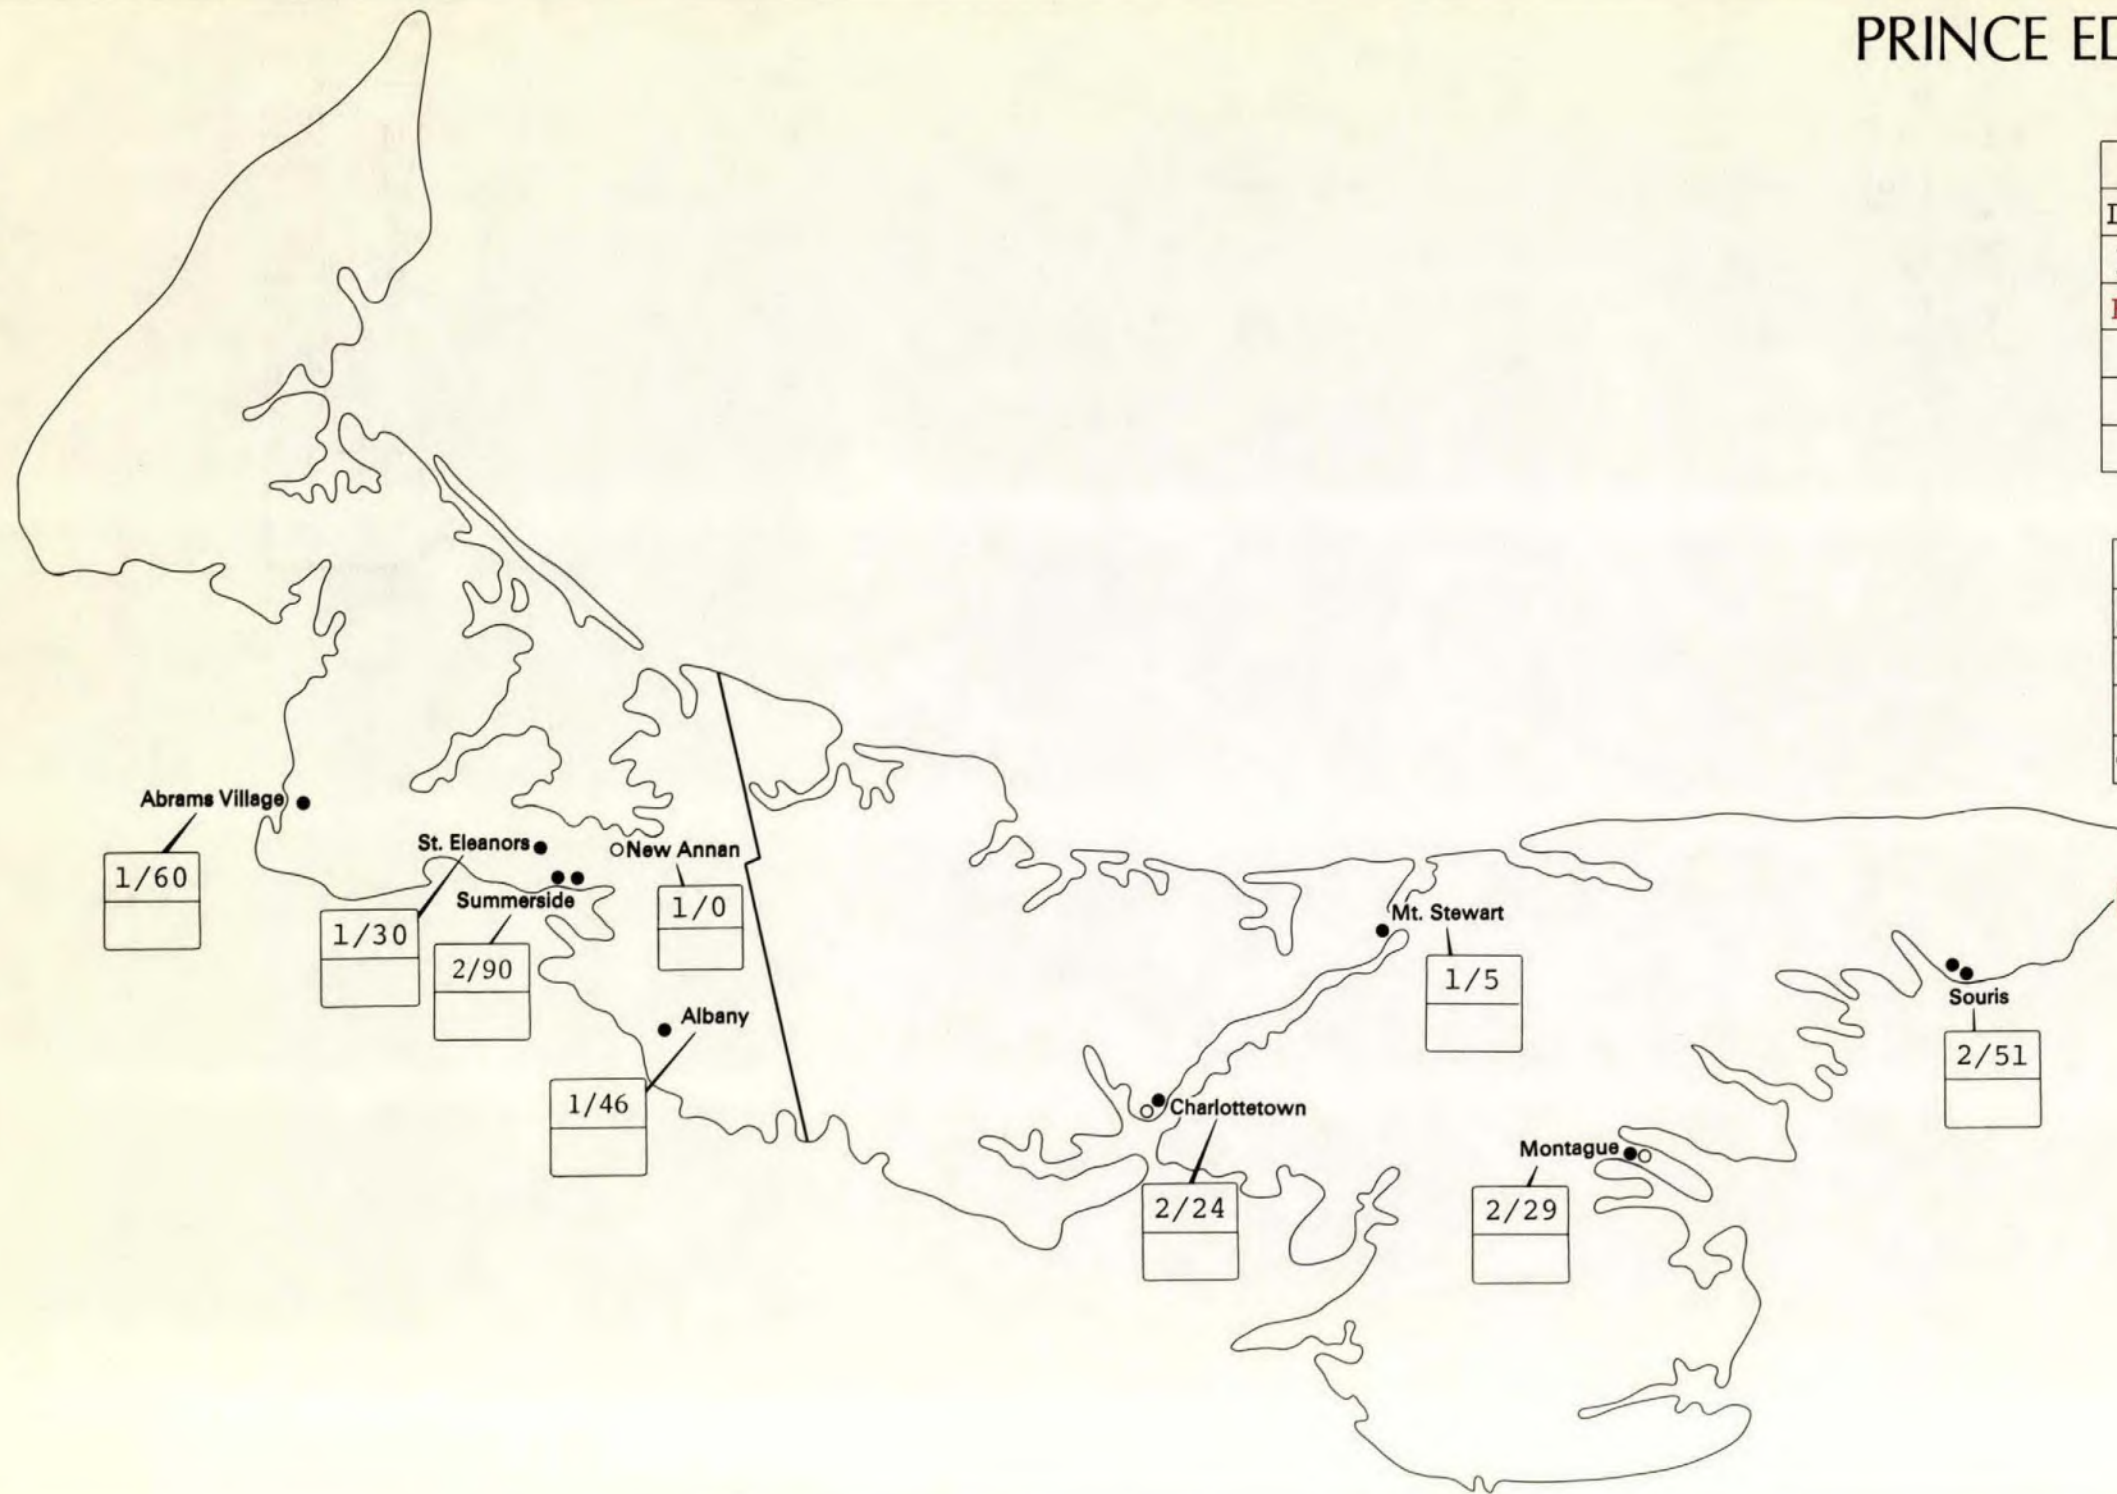 PRINCE ED
Abrams Village
1/60
St. Eleanors
1/30
Summerside
2/90
New Annan
1/0
Albany
1/46
Mt. Stewart
1/5
Charlottetown
2/24
Montague
2/29
Souris
2/51